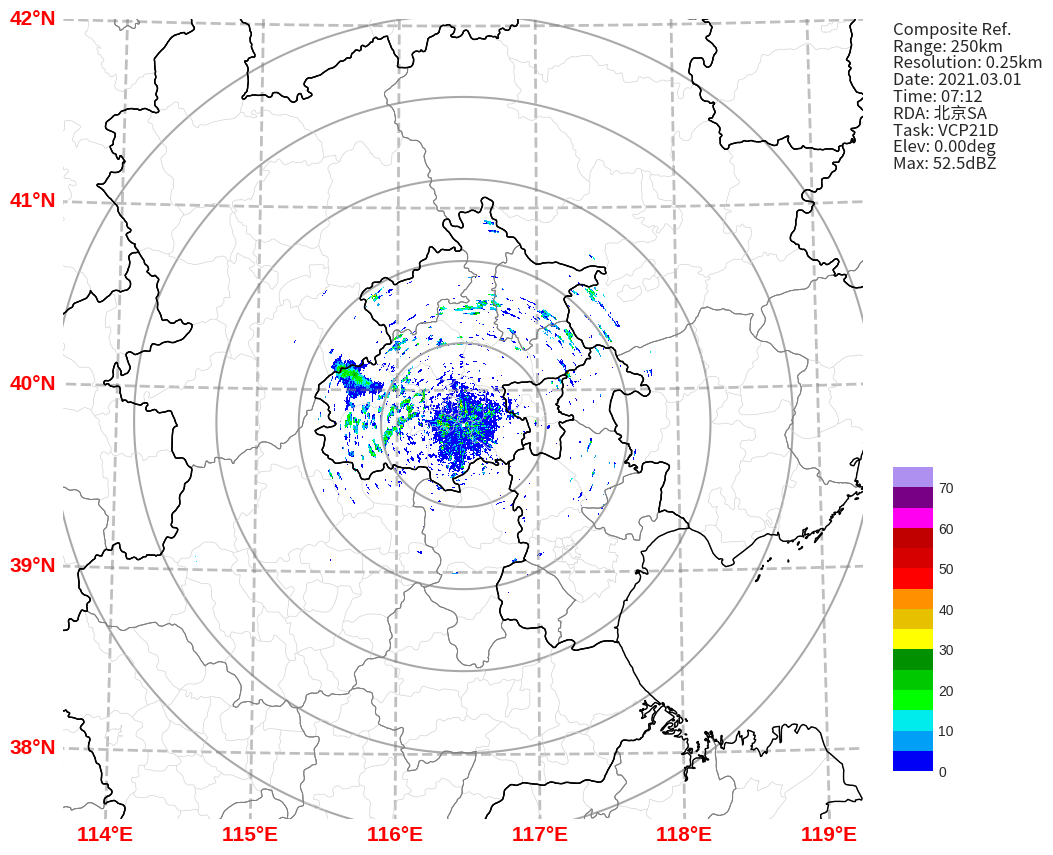 42°N
41°N
40°N
39°N
38°N
114°E 115°E 116°E 117°E 118°E 119°E
Composite Ref.
Range: 250km
Resolution: 0.25km
Date: 2021.03.01
Time: 07:12
RDA: 北京SA
Task: VCP21D
Elev: 0.00deg
Max: 52.5dBZ
70
60
50
40
30
20
10
0